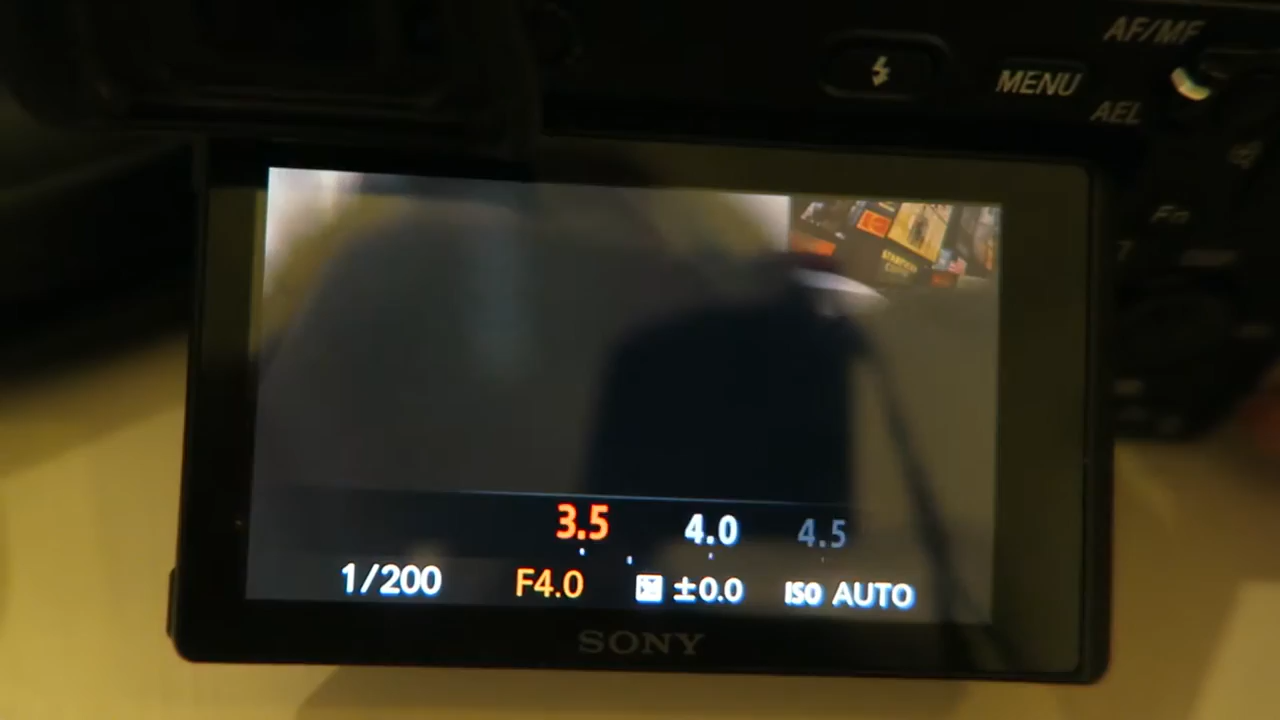 AF/MF
MENU
AEL
Fn
3.5 4.0 4.5
1/200 F4.0 ±0.0 ISO AUTO
SONY